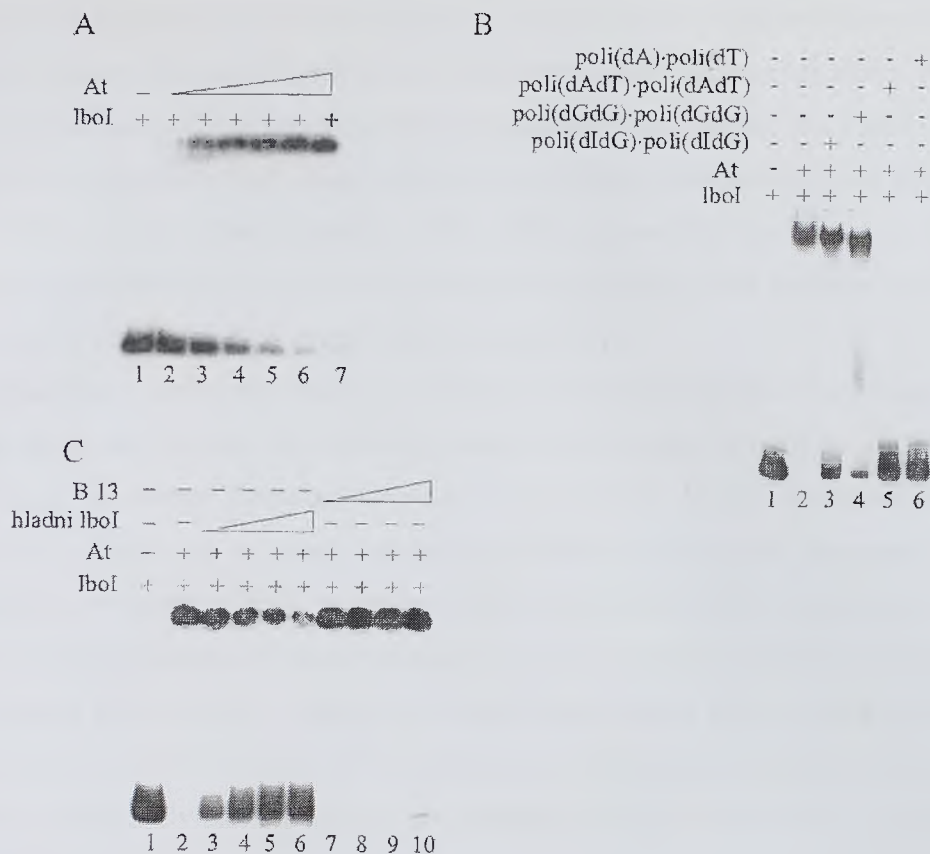 A
At – 
IboI + + + + + + +
1 2 3 4 5 6 7
B
poli(dA)·poli(dT) - - - - - +
poli(dAdT)·poli(dAdT) - - - - + -
poli(dGdG)·poli(dGdG) - - - + - -
poli(dIdG)·poli(dIdG) - - + - - -
At - + + + + +
IboI + + + + + +
1 2 3 4 5 6
C
B 13 – – – – – –
hladni IboI – – – – – –
At – + + + + + + + + +
IboI + + + + + + + + + +
1 2 3 4 5 6 7 8 9 10